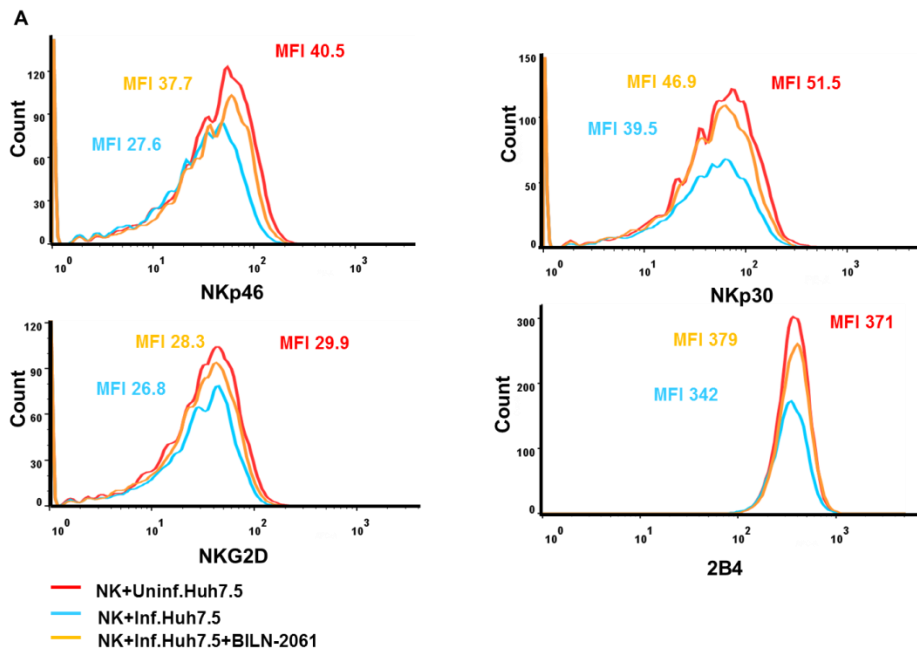 A
MFI 40.5
MFI 37.7
MFI 27.6
Count
120
90
60
30
0
10^0
10^1
10^2
10^3
NKp46
MFI 51.5
MFI 46.9
MFI 39.5
Count
150
100
50
0
10^0
10^1
10^2
10^3
NKp30
MFI 28.3
MFI 29.9
MFI 26.8
Count
120
90
60
30
0
10^0
10^1
10^2
10^3
NKG2D
MFI 371
MFI 379
MFI 342
Count
300
200
100
0
10^0
10^1
10^2
10^3
2B4
NK+Uninf.Huh7.5
NK+Inf.Huh7.5
NK+Inf.Huh7.5+BILN-2061